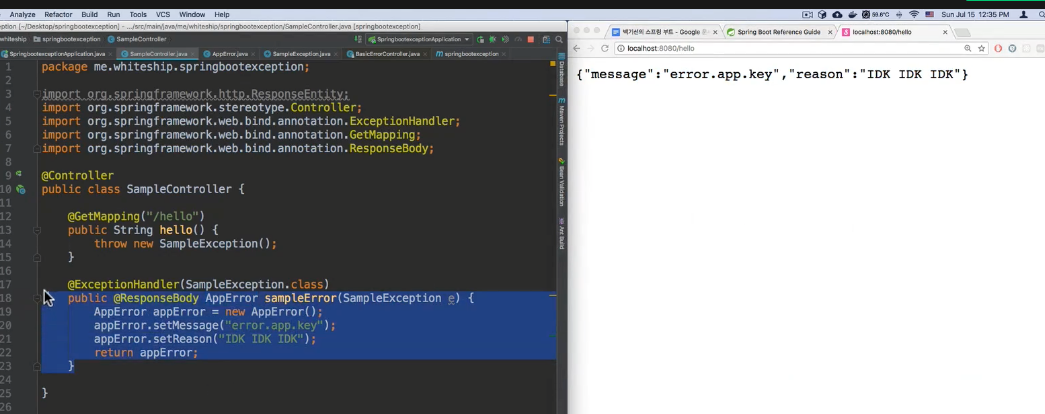 Analyze Refactor Build Run Tools VCS Window Help
Sun Jul 15 12:35 PM
ption [~/Desktop/springbootexception] - .../src/main/java/me/whiteship/springbootexception/SampleController.java [springbootexception]
whiteship springbootexception SampleController
SpringbootexceptionApplication
SpringbootexceptionApplication.java SampleController.java AppError.java SampleException.java BasicErrorController.java
백기선의 스프링 부트 - Google 문 Spring Boot Reference Guide localhost:8080/hello
localhost:8080/hello
{"message":"error.app.key","reason":"IDK IDK IDK"}
1 package me.whiteship.springbootexception;
2
3 import org.springframework.http.ResponseEntity;
4 import org.springframework.stereotype.Controller;
5 import org.springframework.web.bind.annotation.ExceptionHandler;
6 import org.springframework.web.bind.annotation.GetMapping;
7 import org.springframework.web.bind.annotation.ResponseBody;
8
9 @Controller
10 public class SampleController {
11
12 @GetMapping("/hello")
13 public String hello() {
14 throw new SampleException();
15 }
16
17 @ExceptionHandler(SampleException.class)
18 public @ResponseBody AppError sampleError(SampleException e) {
19 AppError appError = new AppError();
20 appError.setMessage("error.app.key");
21 appError.setReason("IDK IDK IDK");
22 return appError;
23 }
24
25 }
26
Database
Maven Projects
Bean Validation
Ant Build